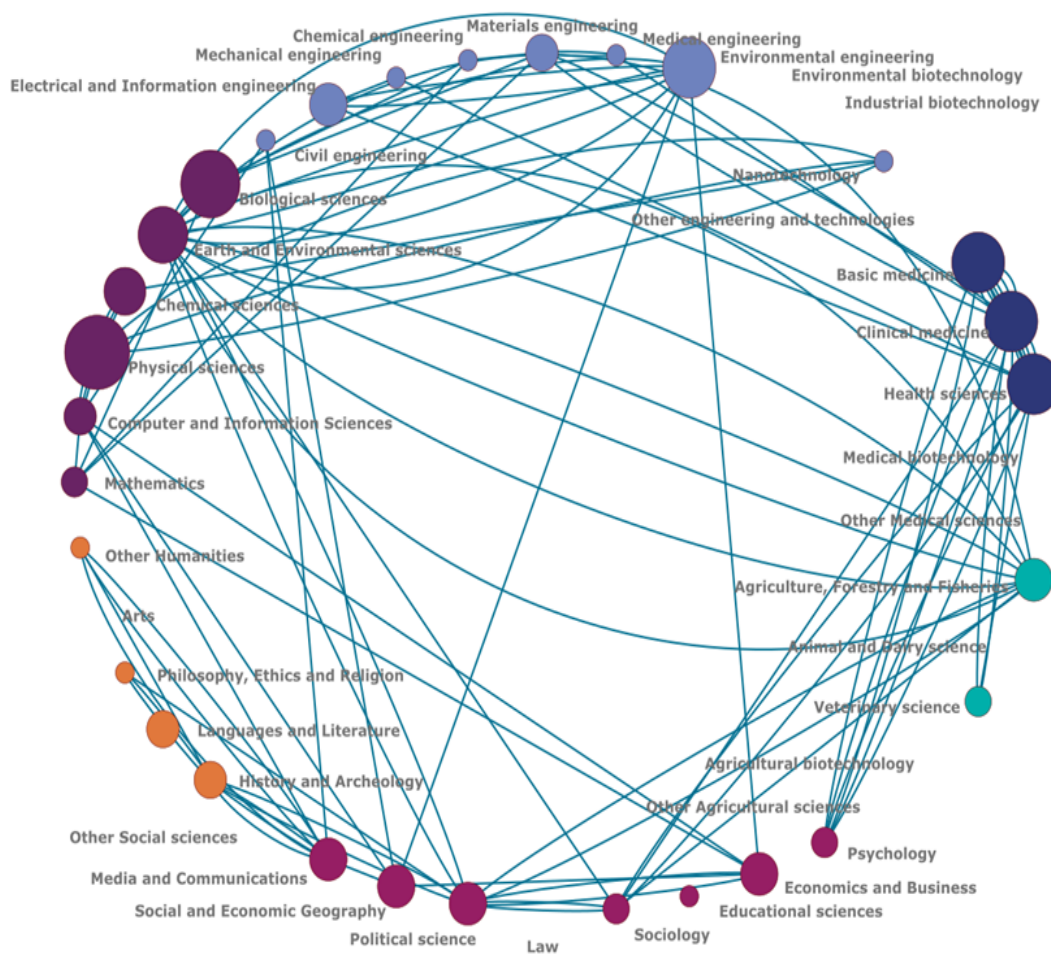 Materials engineering
Chemical engineering
Medical engineering
Mechanical engineering
Environmental engineering
Environmental biotechnology
Electrical and Information engineering
Industrial biotechnology
Civil engineering
Nanotechnology
Biological sciences
Other engineering and technologies
Earth and Environmental sciences
Basic medicine
Chemical sciences
Clinical medicine
Physical sciences
Health sciences
Computer and Information Sciences
Medical biotechnology
Mathematics
Other Medical sciences
Other Humanities
Agriculture, Forestry and Fisheries
Arts
Animal and Dairy science
Philosophy, Ethics and Religion
Veterinary science
Languages and Literature
Agricultural biotechnology
History and Archeology
Other Agricultural sciences
Other Social sciences
Psychology
Media and Communications
Economics and Business
Social and Economic Geography
Educational sciences
Political science
Sociology
Law